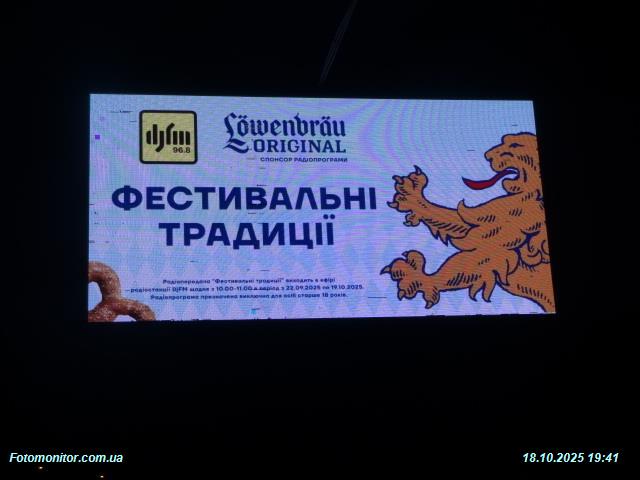 djfm
96.8
Löwenbräu
ORIGINAL
СПОНСОР РАДІОПРОГРАМИ
ФЕСТИВАЛЬНІ
ТРАДИЦІЇ
Радіопередача "Фестивальні традиції" виходить в ефірі
радіостанції DjFM щодня з 10.00-11.00 в період з 22.09.2025 по 19.10.2025.
Радіопрограма призначена виключно для осіб старше 18 років.
Fotomonitor.com.ua
18.10.2025 19:41